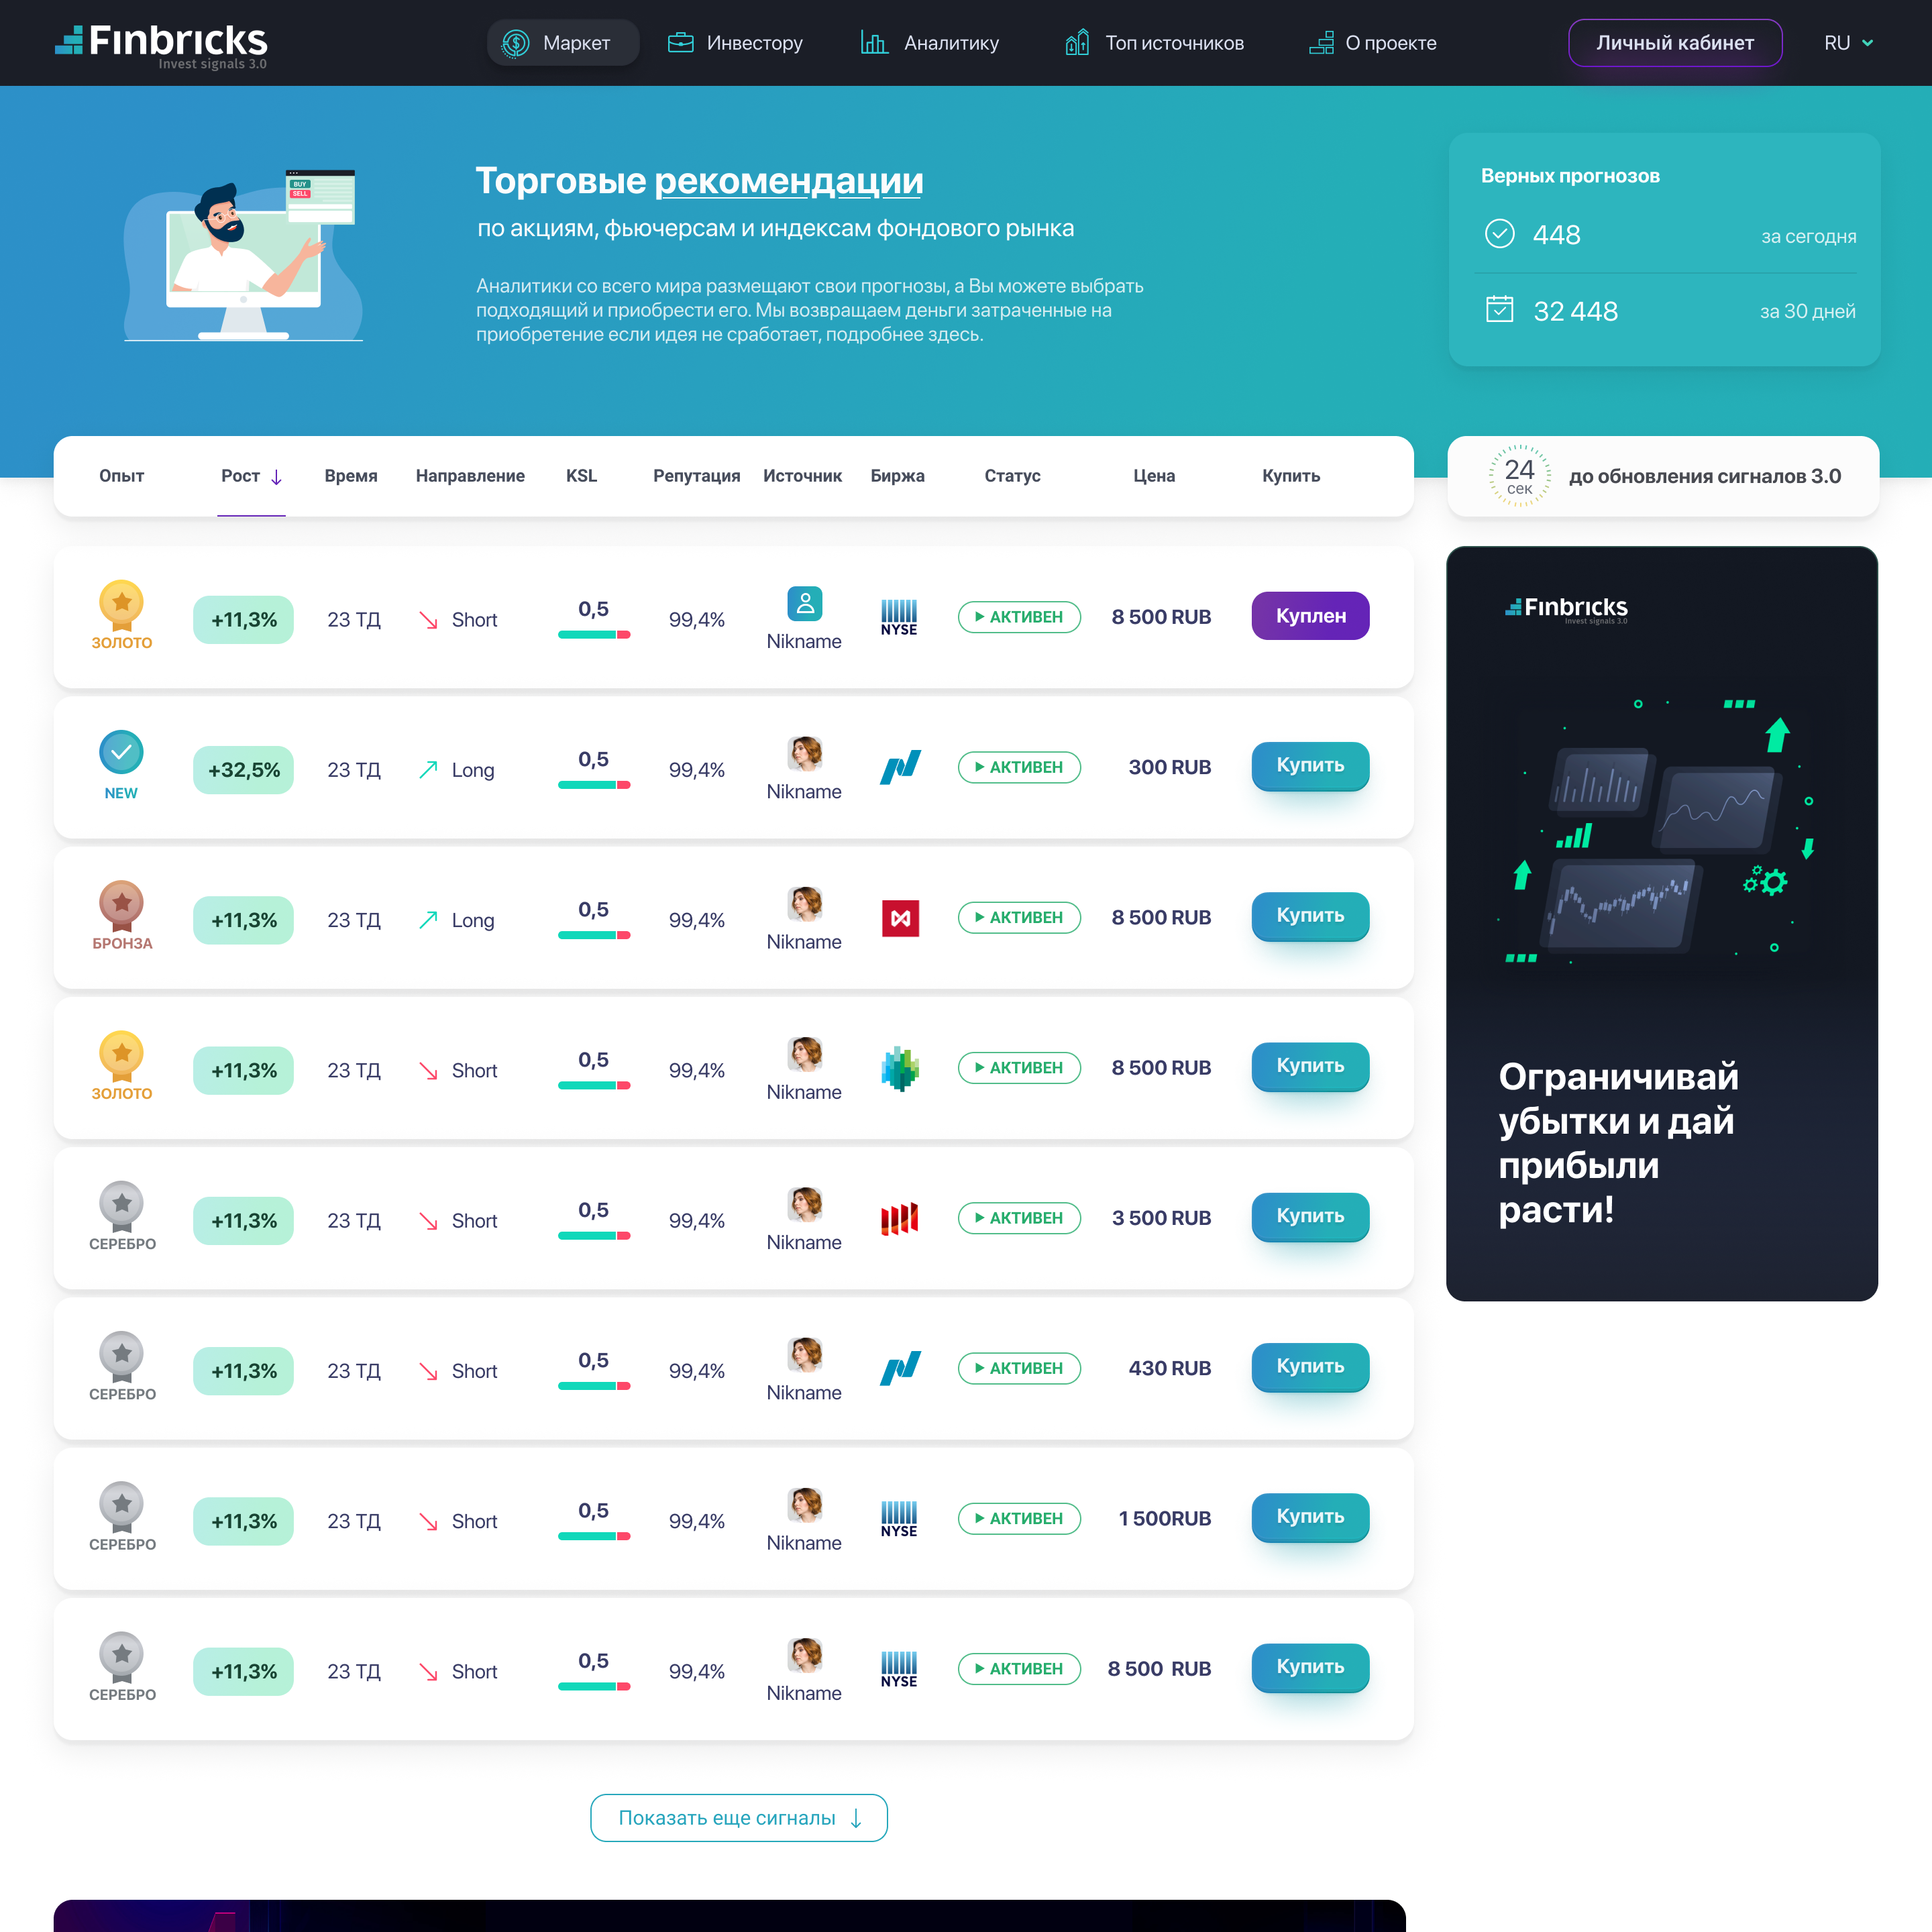 Finbricks
Invest signals 3.0
Маркет
Инвестору
Аналитику
Топ источников
О проекте
Личный кабинет
RU
BUY
SELL
Торговые рекомендации
по акциям, фьючерсам и индексам фондового рынка
Аналитики со всего мира размещают свои прогнозы, а Вы можете выбрать
подходящий и приобрести его. Мы возвращаем деньги затраченные на
приобретение если идея не сработает, подробнее здесь.
Верных прогнозов
448 за сегодня
32 448 за 30 дней
Опыт Рост Время Направление KSL Репутация Источник Биржа Статус Цена Купить
24 сек до обновления сигналов 3.0
ЗОЛОТО +11,3% 23 ТД Short 0,5 99,4% Nikname NYSE АКТИВЕН 8 500 RUB Куплен
NEW +32,5% 23 ТД Long 0,5 99,4% Nikname АКТИВЕН 300 RUB Купить
БРОНЗА +11,3% 23 ТД Long 0,5 99,4% Nikname АКТИВЕН 8 500 RUB Купить
ЗОЛОТО +11,3% 23 ТД Short 0,5 99,4% Nikname АКТИВЕН 8 500 RUB Купить
СЕРЕБРО +11,3% 23 ТД Short 0,5 99,4% Nikname АКТИВЕН 3 500 RUB Купить
СЕРЕБРО +11,3% 23 ТД Short 0,5 99,4% Nikname АКТИВЕН 430 RUB Купить
СЕРЕБРО +11,3% 23 ТД Short 0,5 99,4% Nikname NYSE АКТИВЕН 1 500RUB Купить
СЕРЕБРО +11,3% 23 ТД Short 0,5 99,4% Nikname NYSE АКТИВЕН 8 500 RUB Купить
Показать еще сигналы
Finbricks
Invest signals 3.0
Ограничивай
убытки и дай
прибыли
расти!